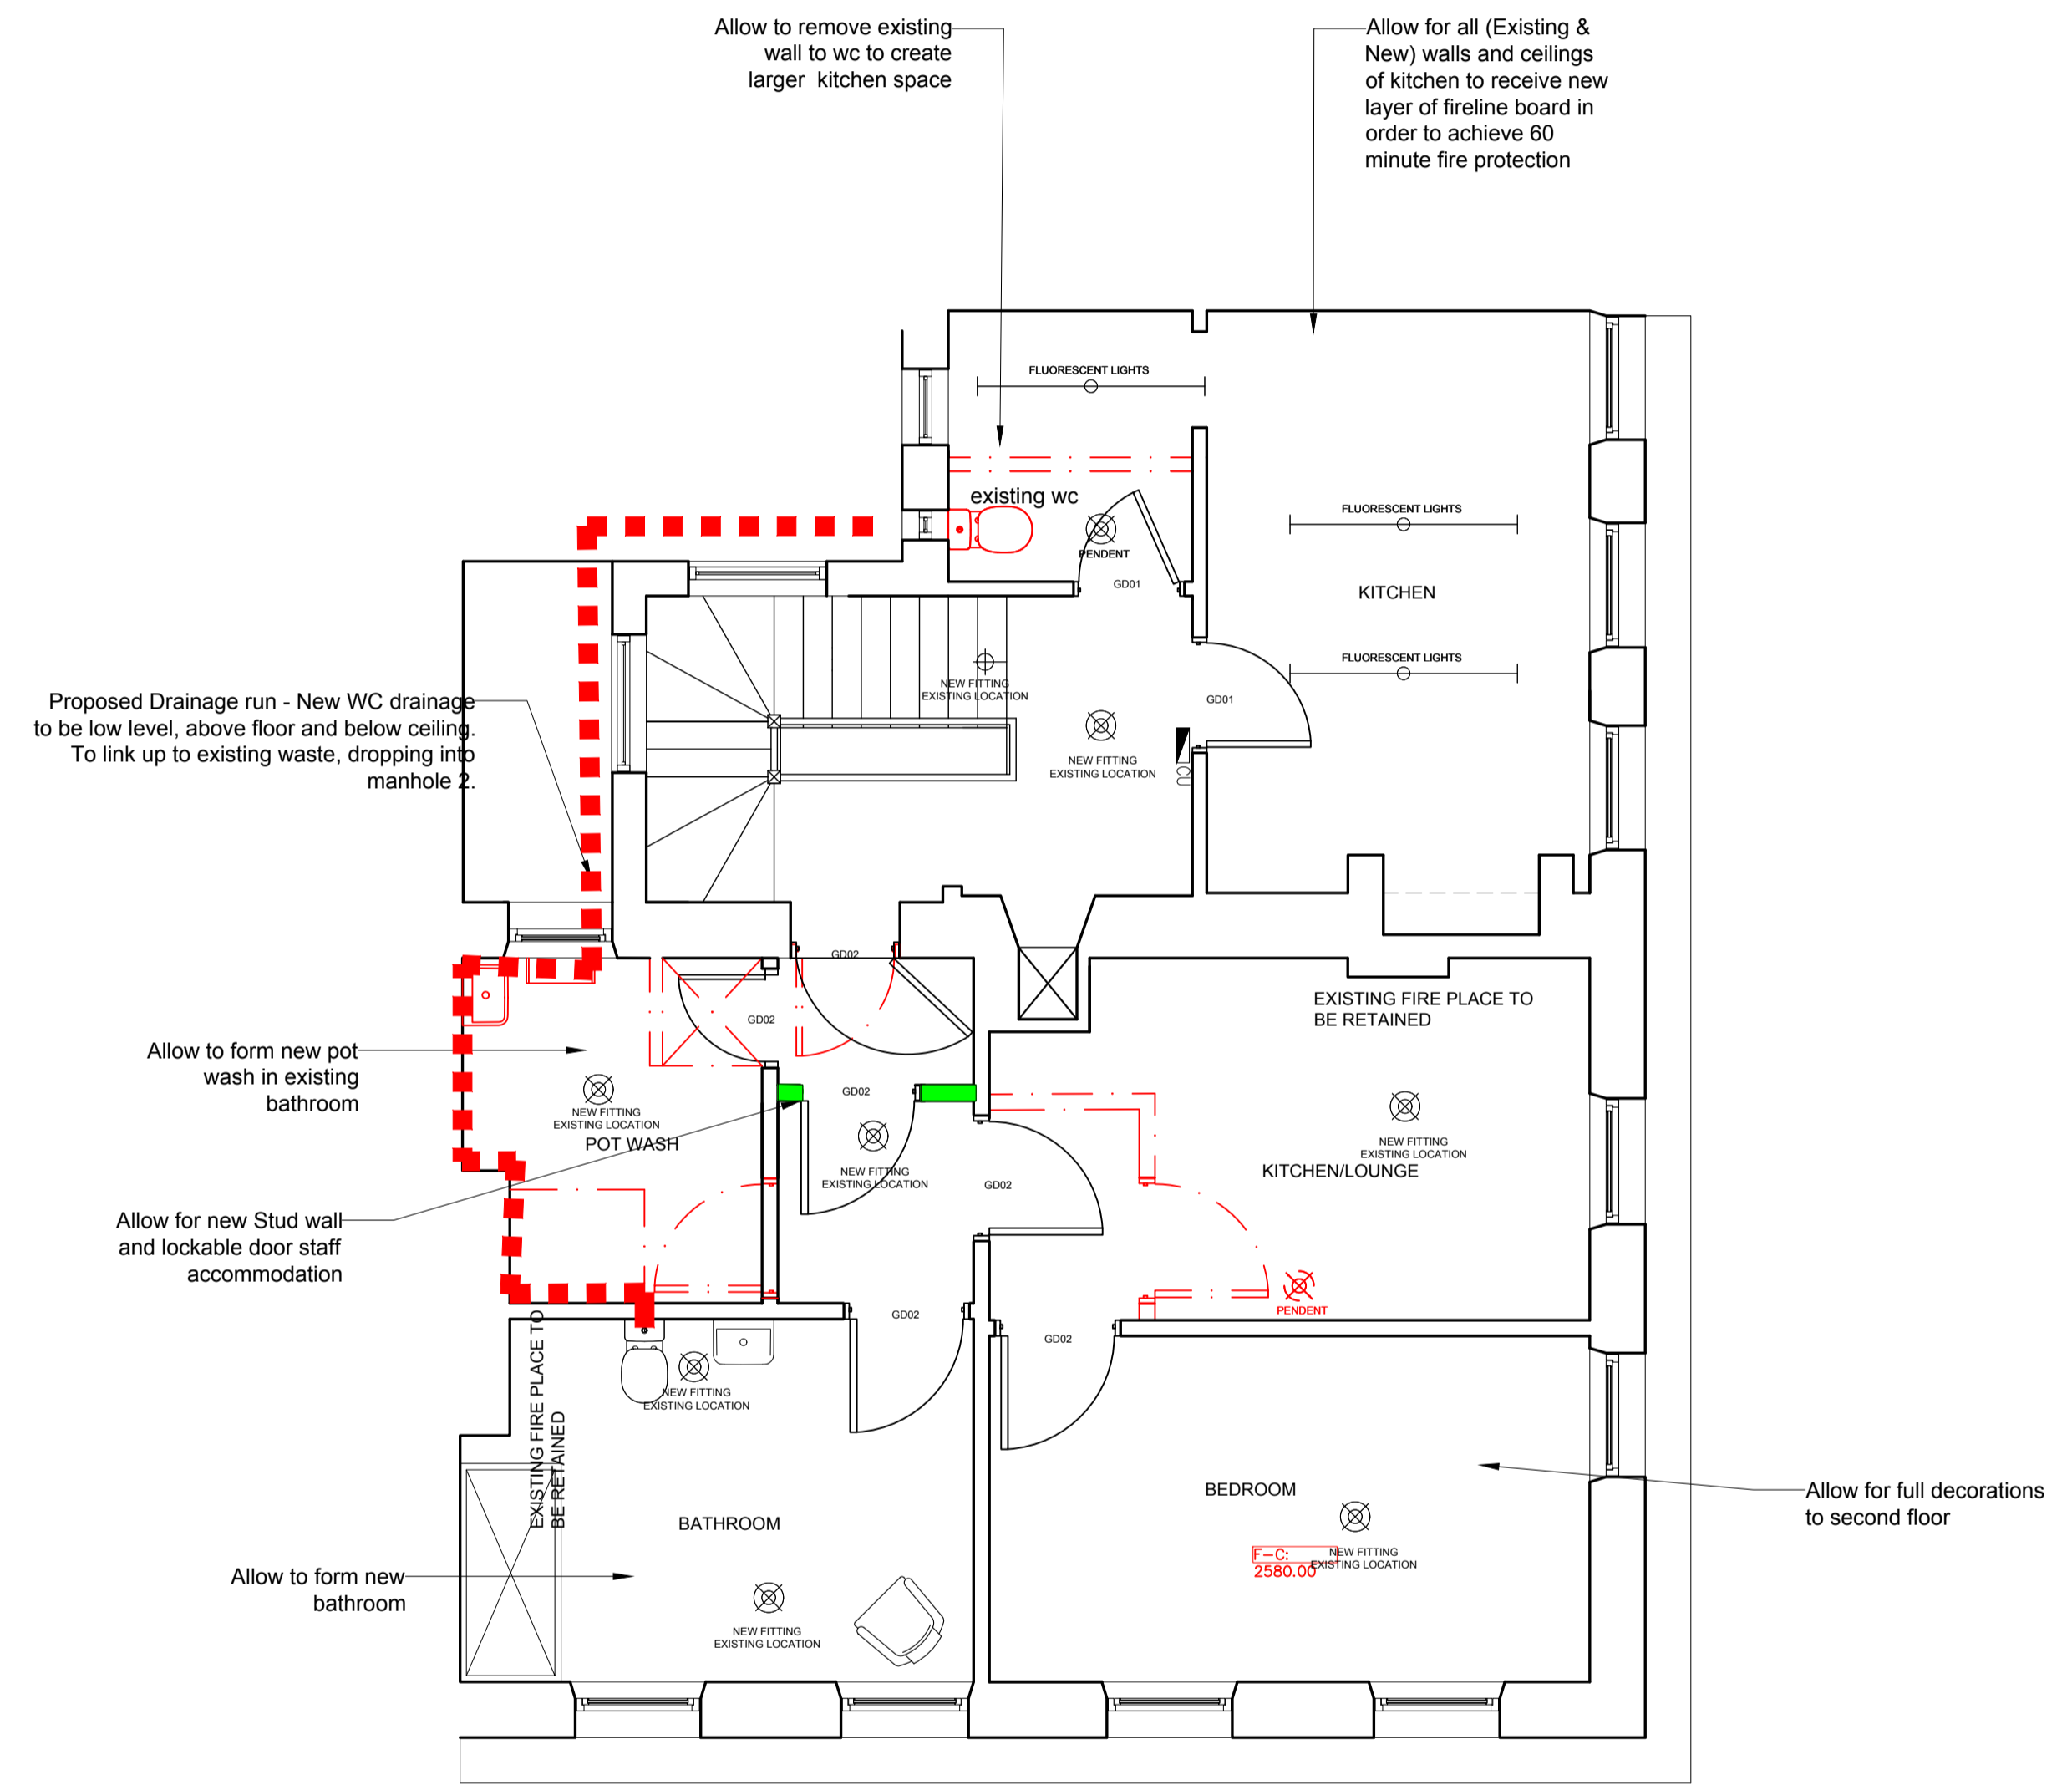 Allow to remove existing
wall to wc to create
larger kitchen space
Allow for all (Existing &
New) walls and ceilings
of kitchen to receive new
layer of fireline board in
order to achieve 60
minute fire protection
FLUORESCENT LIGHTS
existing wc
PENDENT
GD01
FLUORESCENT LIGHTS
KITCHEN
FLUORESCENT LIGHTS
NEW FITTING
EXISTING LOCATION
GD01
NEW FITTING
EXISTING LOCATION
CU
Proposed Drainage run - New WC drainage
to be low level, above floor and below ceiling.
To link up to existing waste, dropping into
manhole 2.
GD02
GD02
EXISTING FIRE PLACE TO
BE RETAINED
Allow to form new pot
wash in existing
bathroom
NEW FITTING
EXISTING LOCATION
POT WASH
GD02
NEW FITTING
EXISTING LOCATION
NEW FITTING
EXISTING LOCATION
KITCHEN/LOUNGE
GD02
Allow for new Stud wall
and lockable door staff
accommodation
PENDENT
GD02
GD02
EXISTING FIRE PLACE TO
BE RETAINED
NEW FITTING
EXISTING LOCATION
BATHROOM
BEDROOM
Allow for full decorations
to second floor
F-C:
2580.00
NEW FITTING
EXISTING LOCATION
Allow to form new
bathroom
NEW FITTING
EXISTING LOCATION